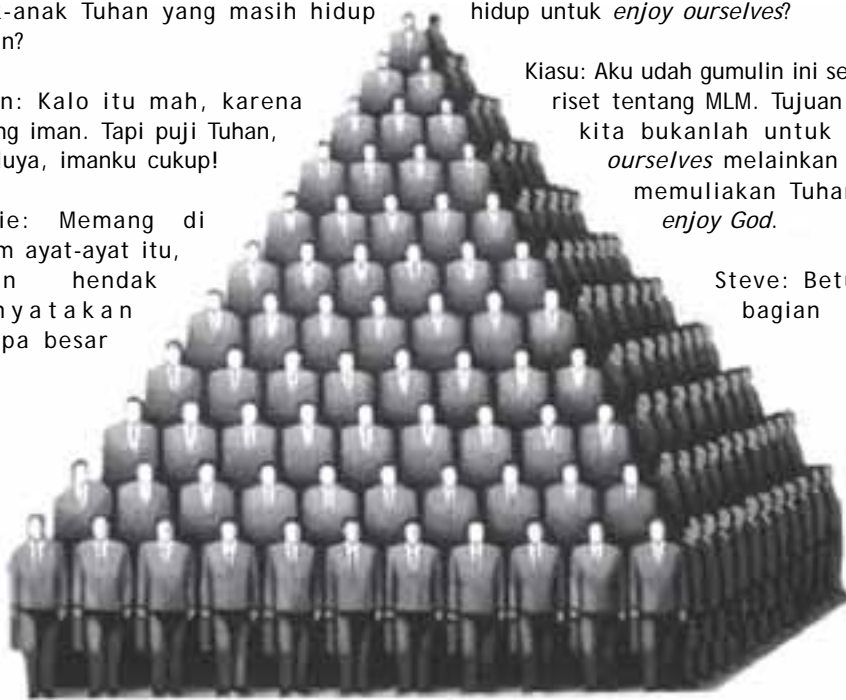 k-anak Tuhan yang masih hidup
n?
n: Kalo itu mah, karena
ng iman. Tapi puji Tuhan,
luya, imanku cukup!
ie: Memang di
m ayat-ayat itu,
n hendak
nyatakan
pa besar
hidup untuk enjoy ourselves?
Kiasu: Aku udah gumulin ini se
riset tentang MLM. Tujuan
kita bukanlah untuk
ourselves melainkan
memuliakan Tuhan
enjoy God.
Steve: Betu
bagian